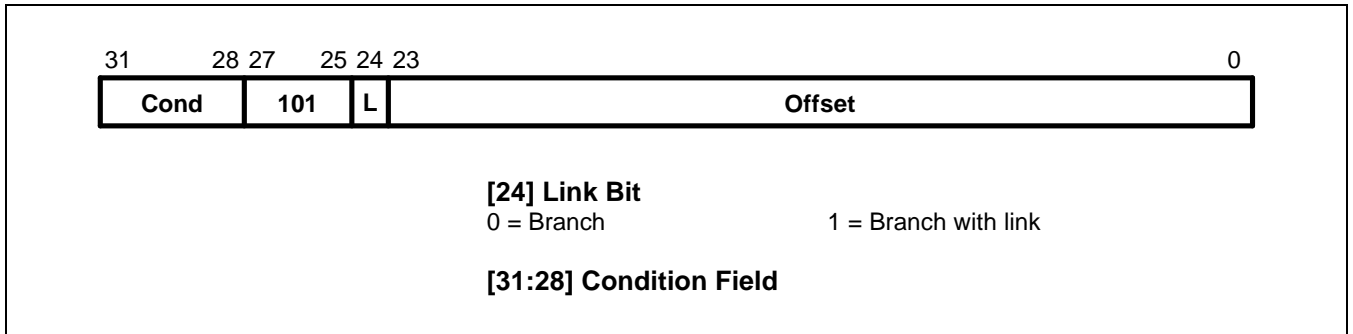 31 28 27 25 24 23 0
Cond 101 L Offset
[24] Link Bit
0 = Branch 1 = Branch with link
[31:28] Condition Field